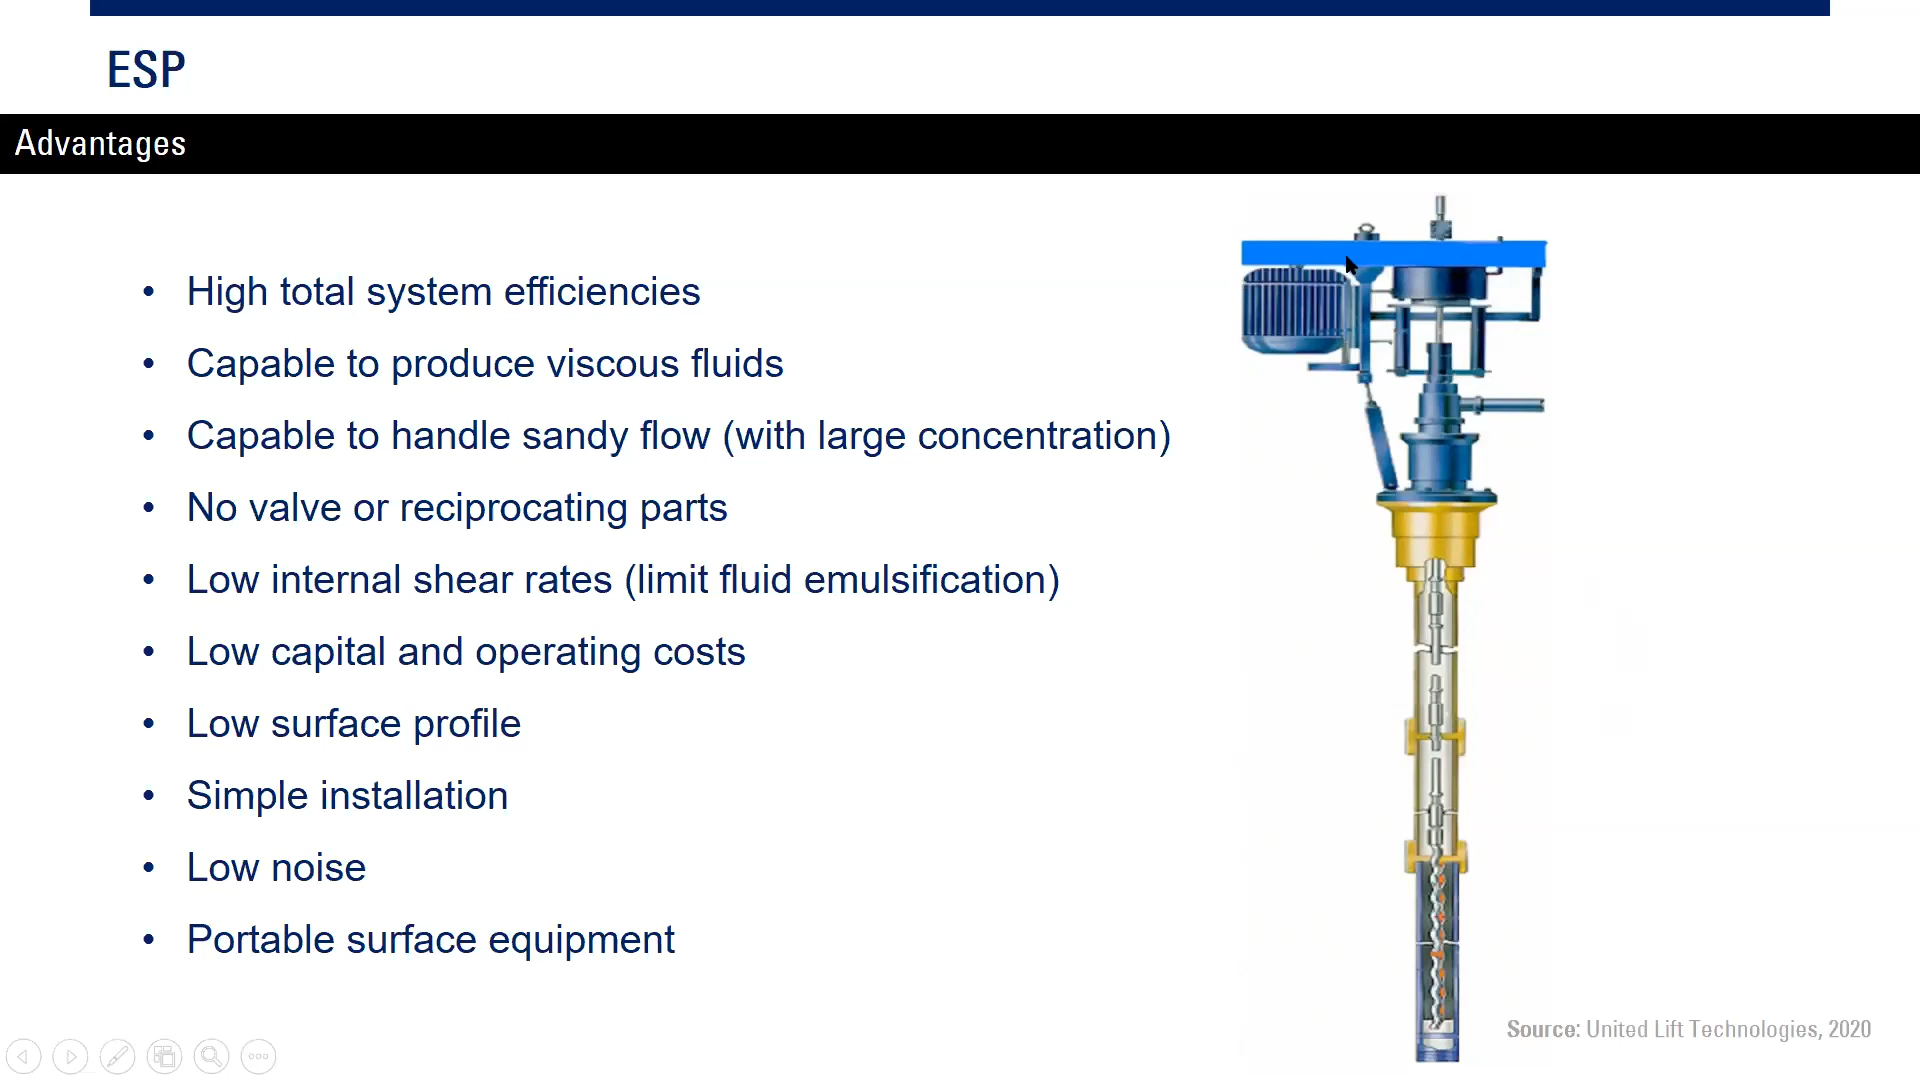 ESP
Advantages
• High total system efficiencies
• Capable to produce viscous fluids
• Capable to handle sandy flow (with large concentration)
• No valve or reciprocating parts
• Low internal shear rates (limit fluid emulsification)
• Low capital and operating costs
• Low surface profile
• Simple installation
• Low noise
• Portable surface equipment
Source: United Lift Technologies, 2020